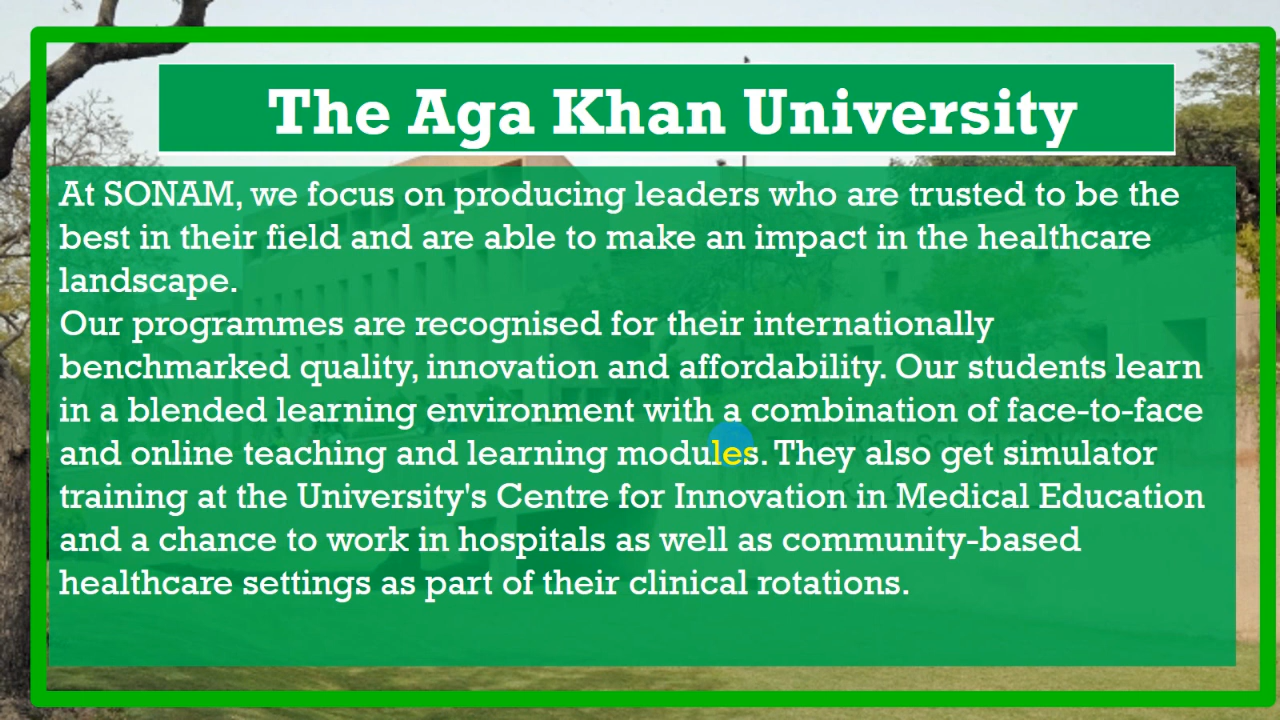 The Aga Khan University
At SONAM, we focus on producing leaders who are trusted to be the
best in their field and are able to make an impact in the healthcare
landscape.
Our programmes are recognised for their internationally
benchmarked quality, innovation and affordability. Our students learn
in a blended learning environment with a combination of face-to-face
and online teaching and learning modules. They also get simulator
training at the University's Centre for Innovation in Medical Education
and a chance to work in hospitals as well as community-based
healthcare settings as part of their clinical rotations.